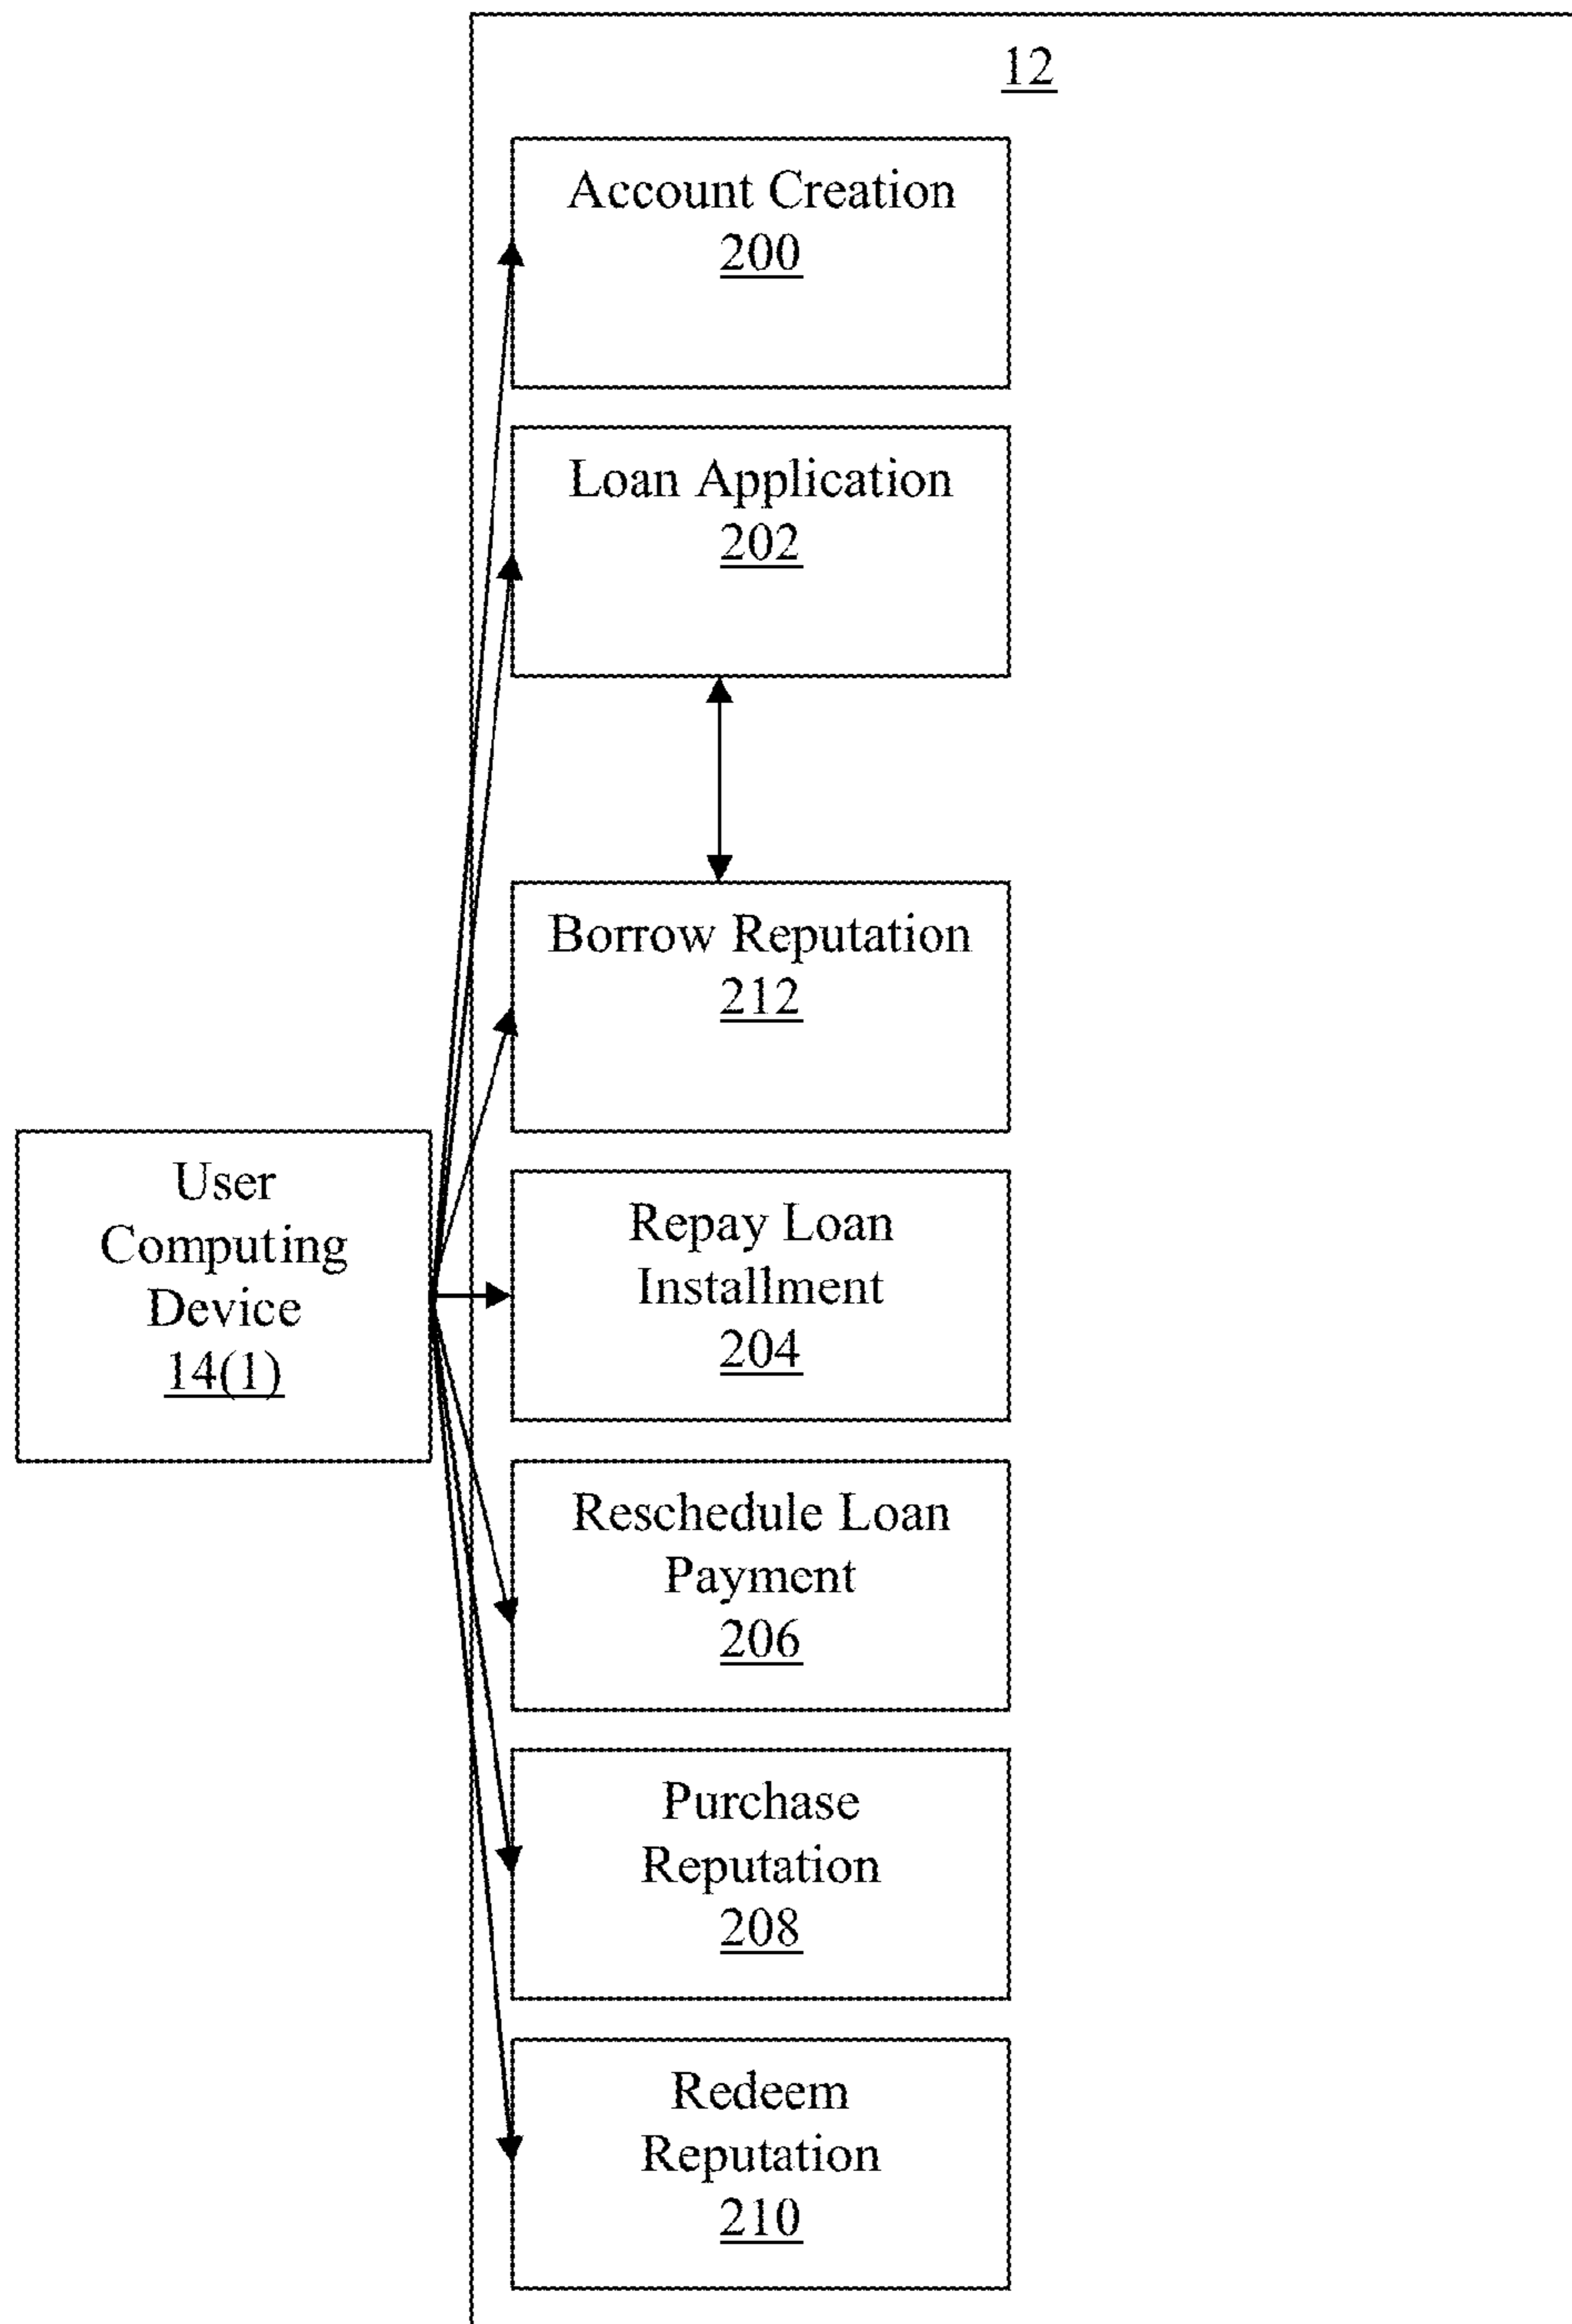 12
Account Creation
200
Loan Application
202
Borrow Reputation
212
User
Computing
Device
14(1)
Repay Loan
Installment
204
Reschedule Loan
Payment
206
Purchase
Reputation
208
Redeem
Reputation
210